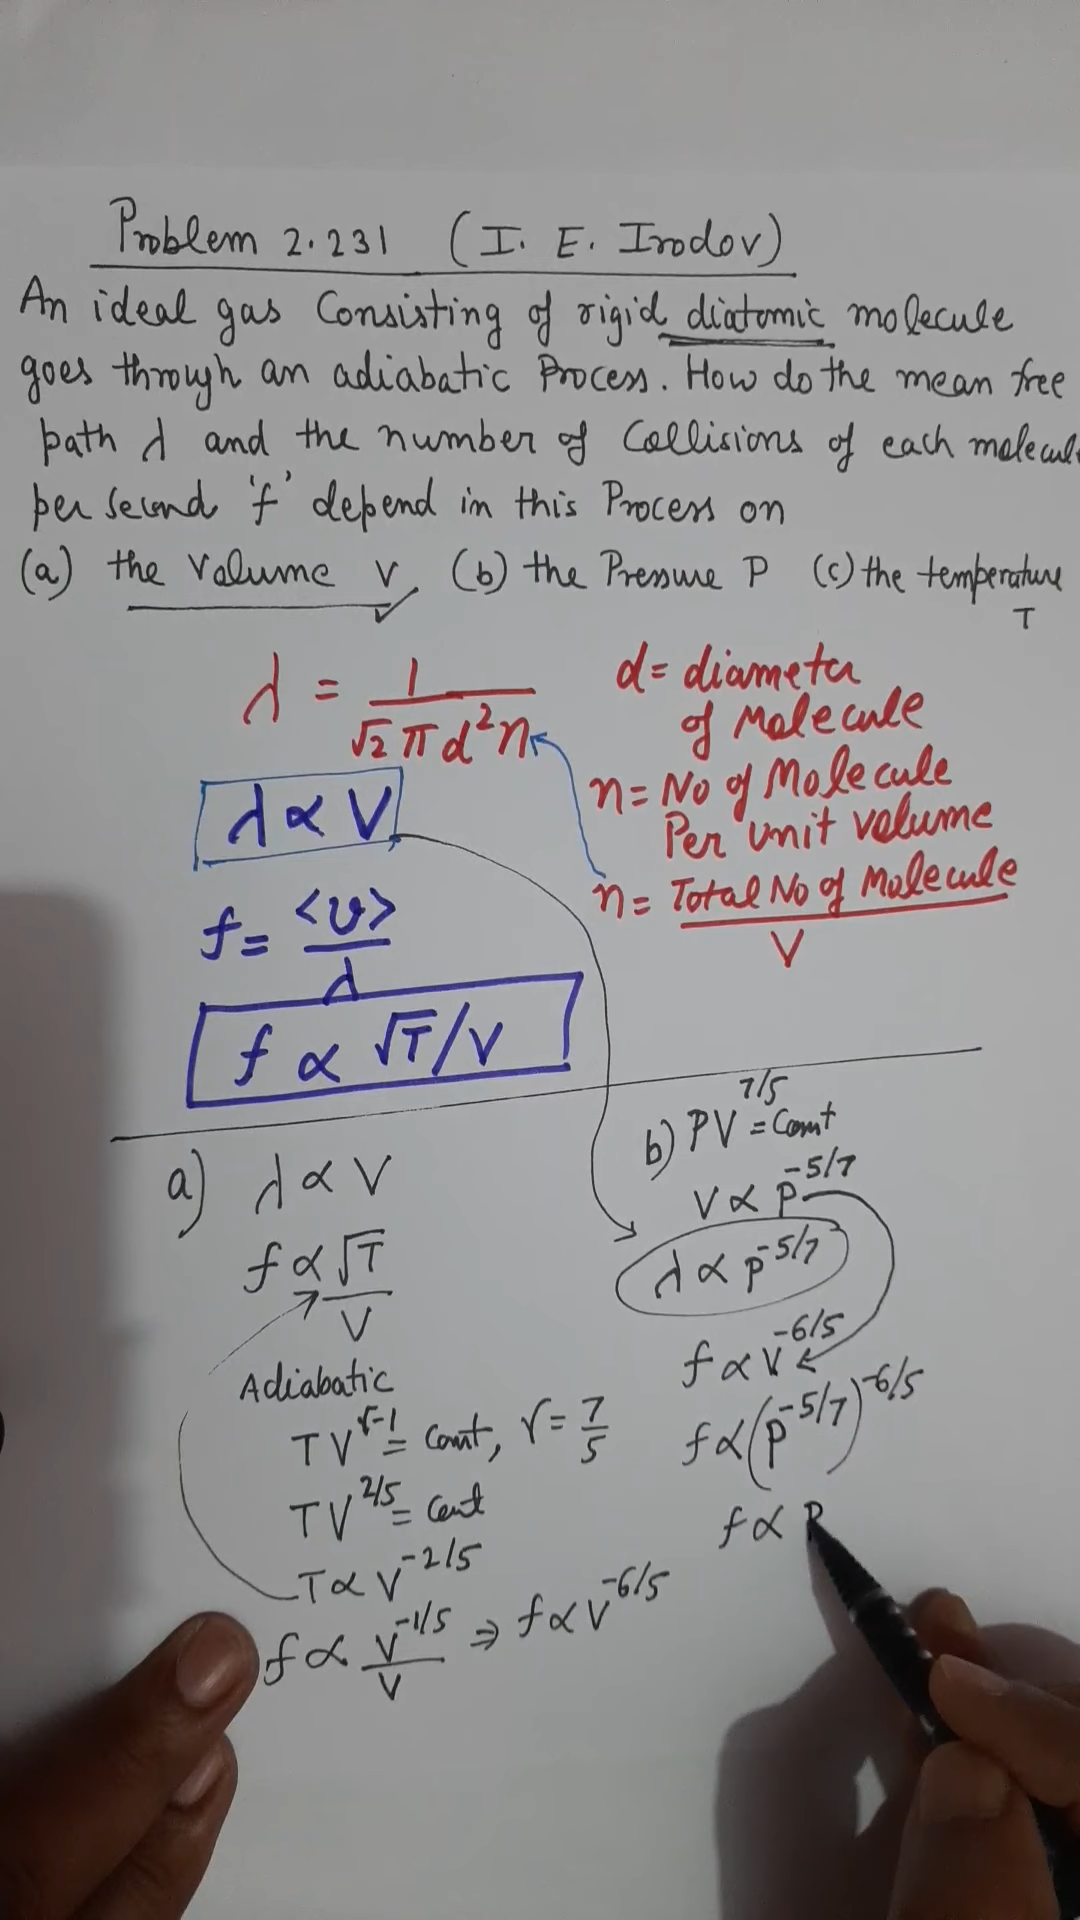 Problem 2.231 (I. E. Irodov)
An ideal gas Consisting of rigid diatomic molecule
goes through an adiabatic Process. How do the mean free
path λ and the number of Collisions of each molecul
per second 'f' depend in this Process on
(a) the Volume V, (b) the Pressure P (c) the temperature
T
λ = 1 / √2 π d² n
λ ∝ V
f = <v> / λ
f ∝ √T/V
d = diameter
of Molecule
n = No of Molecule
Per Unit volume
n = Total No of Molecule / V
a) λ ∝ V
f ∝ √T / V
Adiabatic
TV^γ-1 = Const, γ = 7/5
TV^2/5 = Const
T ∝ V^-2/5
f ∝ V^-1/5 / V ⇒ f ∝ V^-6/5
b) PV^7/5 = Const
V ∝ P^-5/7
λ ∝ P^-5/7
f ∝ V^-6/5
f ∝ (P^-5/7)^-6/5
f ∝ P